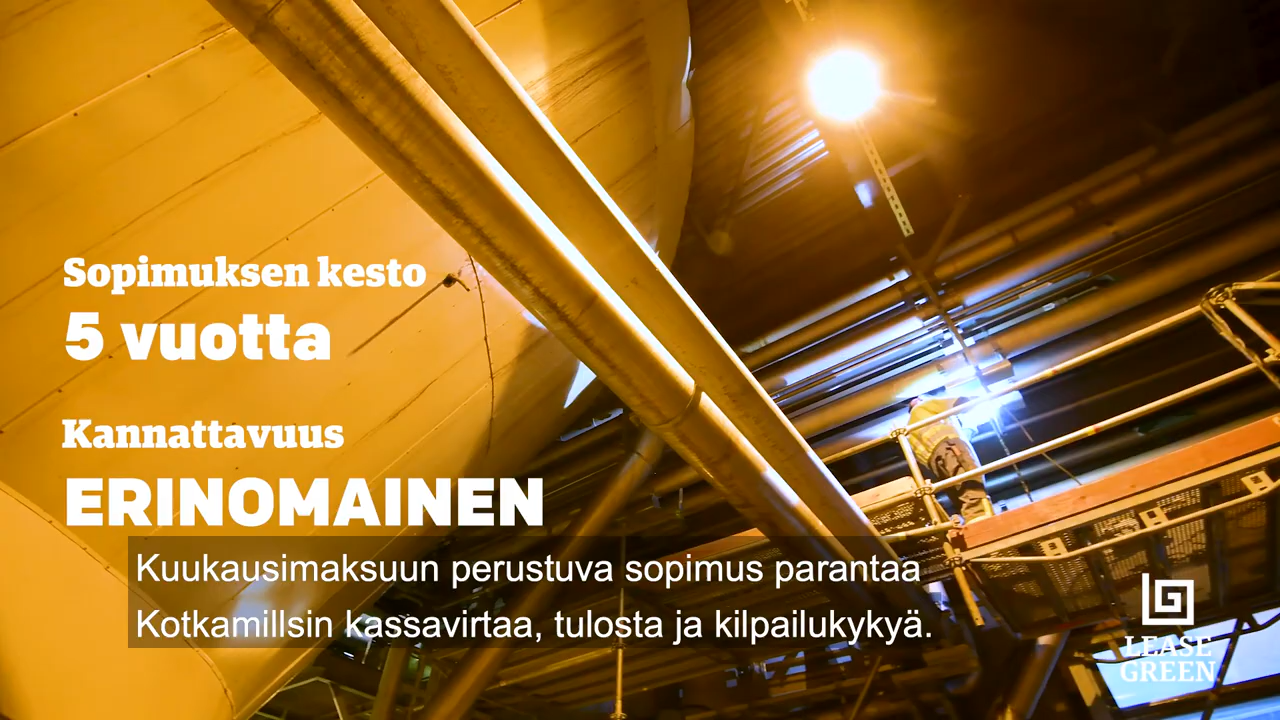 Sopimuksen kesto
5 vuotta
Kannattavuus
ERINOMAINEN
Kuukausimaksuun perustuva sopimus parantaa
Kotkamillsin kassavirtaa, tulosta ja kilpailukykyä.
LEASE
GREEN